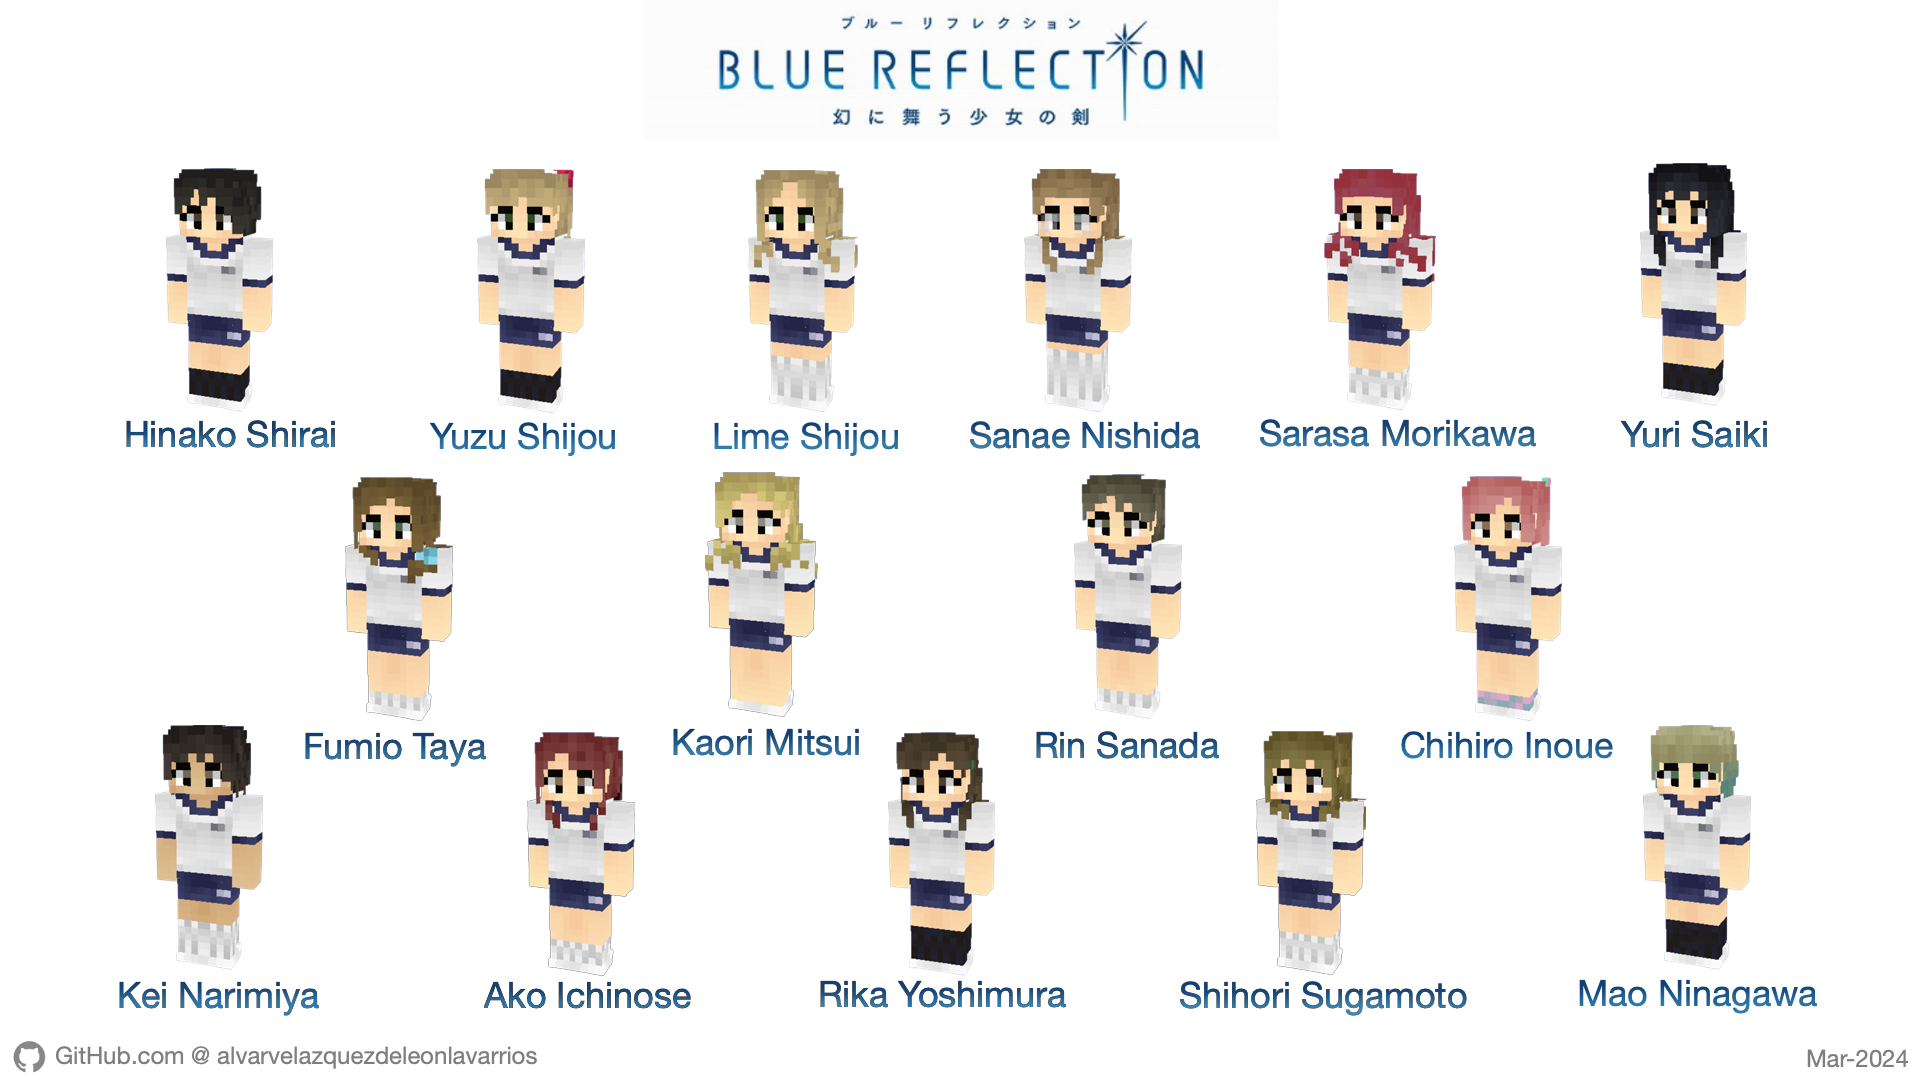 ブルー リフレクション
BLUE REFLECTION
幻に舞う少女の剣
Hinako Shirai
Yuzu Shijou
Lime Shijou
Sanae Nishida
Sarasa Morikawa
Yuri Saiki
Fumio Taya
Kaori Mitsui
Rin Sanada
Chihiro Inoue
Kei Narimiya
Ako Ichinose
Rika Yoshimura
Shihori Sugamoto
Mao Ninagawa
GitHub.com @ alvarvelazquezdeleonlavarrios
Mar-2024